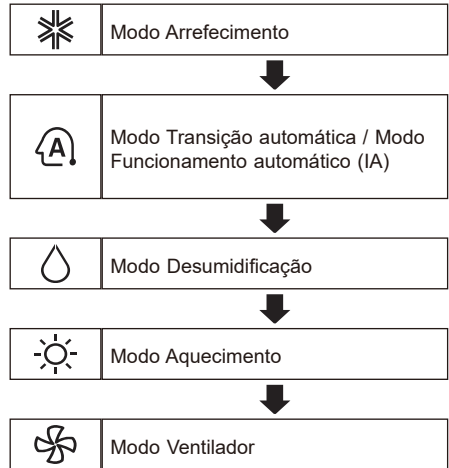 Modo Arrefecimento
A
Modo Transição automática / Modo
Funcionamento automático (IA)
Modo Desumidificação
Modo Aquecimento
Modo Ventilador